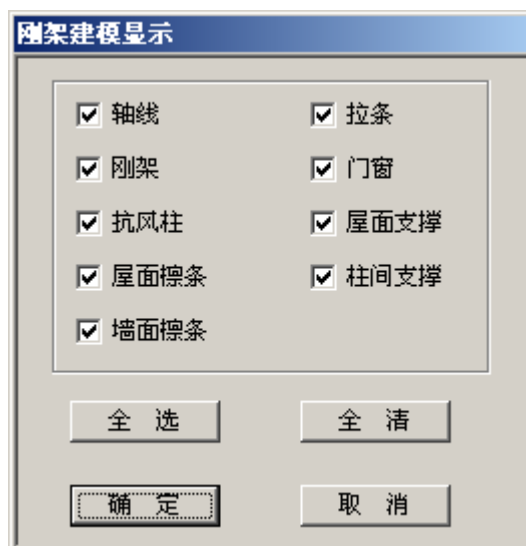 刚架建模显示
轴线
拉条
刚架
门窗
抗风柱
屋面支撑
屋面檩条
柱间支撑
墙面檩条
全 选
全 清
确 定
取 消